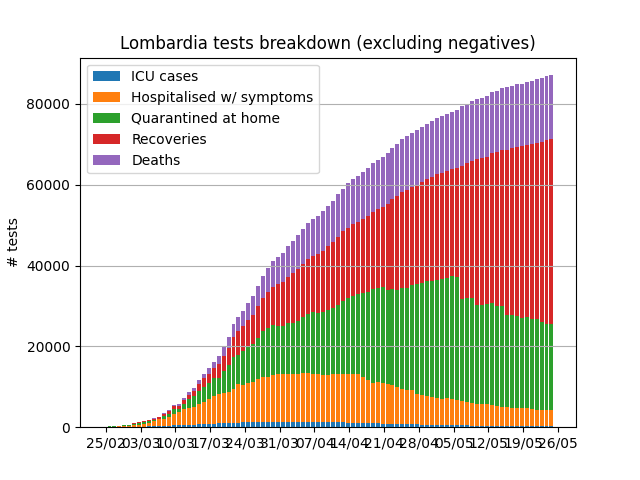 Lombardia tests breakdown (excluding negatives)
ICU cases
Hospitalised w/ symptoms
Quarantined at home
Recoveries
Deaths
# tests
80000
60000
40000
20000
0
25/02 03/03 10/03 17/03 24/03 31/03 07/04 14/04 21/04 28/04 05/05 12/05 19/05 26/05